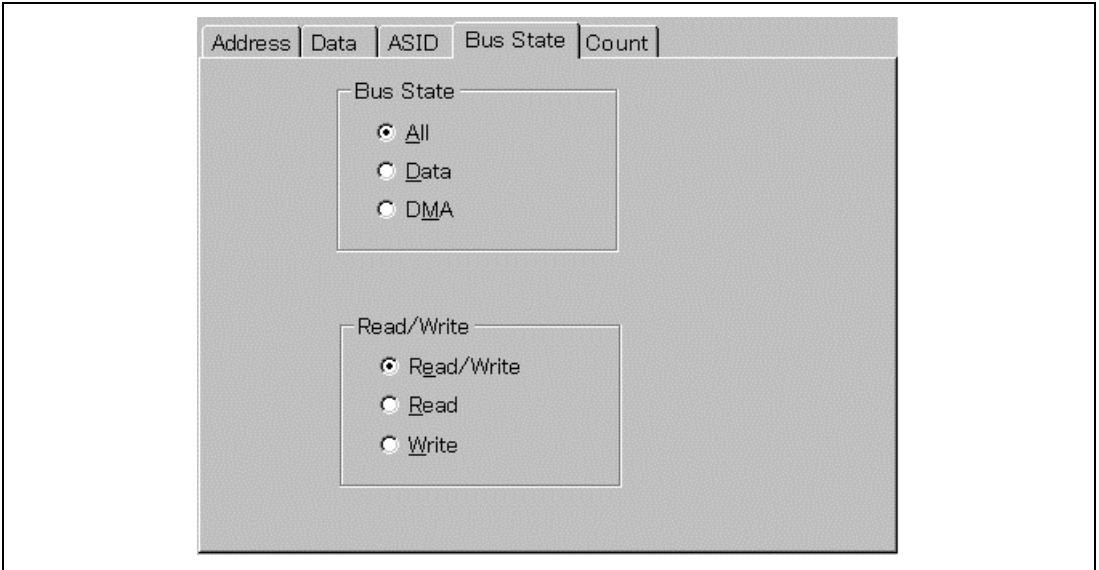 Address Data ASID Bus State Count
Bus State
All
Data
DMA
Read/Write
Read/Write
Read
Write